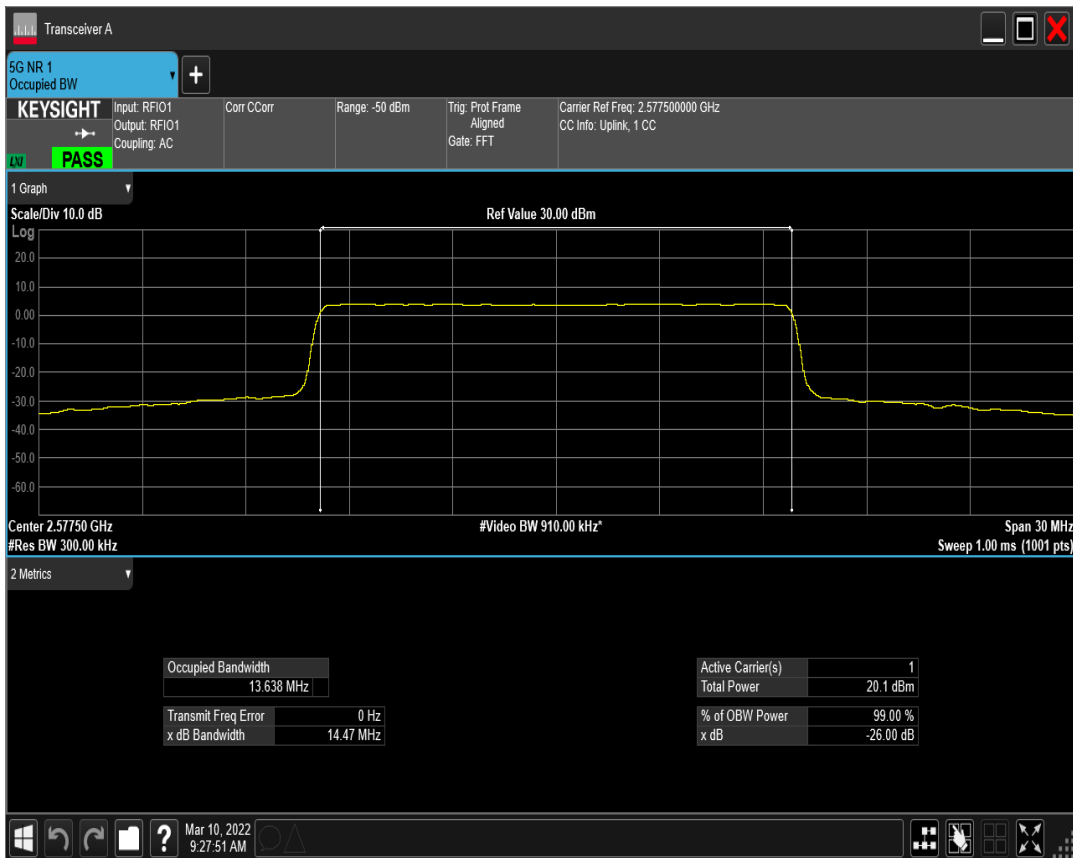 Transceiver A
5G NR 1
Occupied BW
+
KEYSIGHT
Input: RFIO1
Output: RFIO1
Coupling: AC
Corr CCorr
Range: -50 dBm
Trig: Prot Frame
Aligned
Gate: FFT
Carrier Ref Freq: 2.577500000 GHz
CC Info: Uplink, 1 CC
LXI
PASS
1 Graph
Scale/Div 10.0 dB
Ref Value 30.00 dBm
Log
20.0
10.0
0.00
-10.0
-20.0
-30.0
-40.0
-50.0
-60.0
Center 2.57750 GHz
#Video BW 910.00 kHz*
Span 30 MHz
#Res BW 300.00 kHz
Sweep 1.00 ms (1001 pts)
2 Metrics
Occupied Bandwidth
13.638 MHz
Transmit Freq Error 0 Hz
x dB Bandwidth 14.47 MHz
Active Carrier(s) 1
Total Power 20.1 dBm
% of OBW Power 99.00 %
x dB -26.00 dB
?
Mar 10, 2022
9:27:51 AM